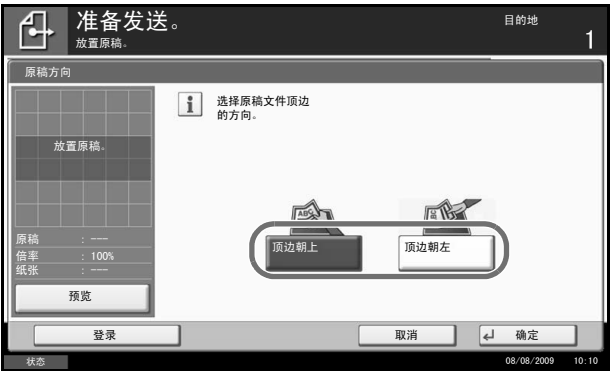 准备发送。
放置原稿。
目的地
1
原稿方向
放置原稿。
原稿 : ---
倍率 : 100%
纸张 : ---
预览
i
选择原稿文件顶边
的方向。
ABC
顶边朝上
顶边朝左
登录
取消
确定
状态
08/08/2009 10:10